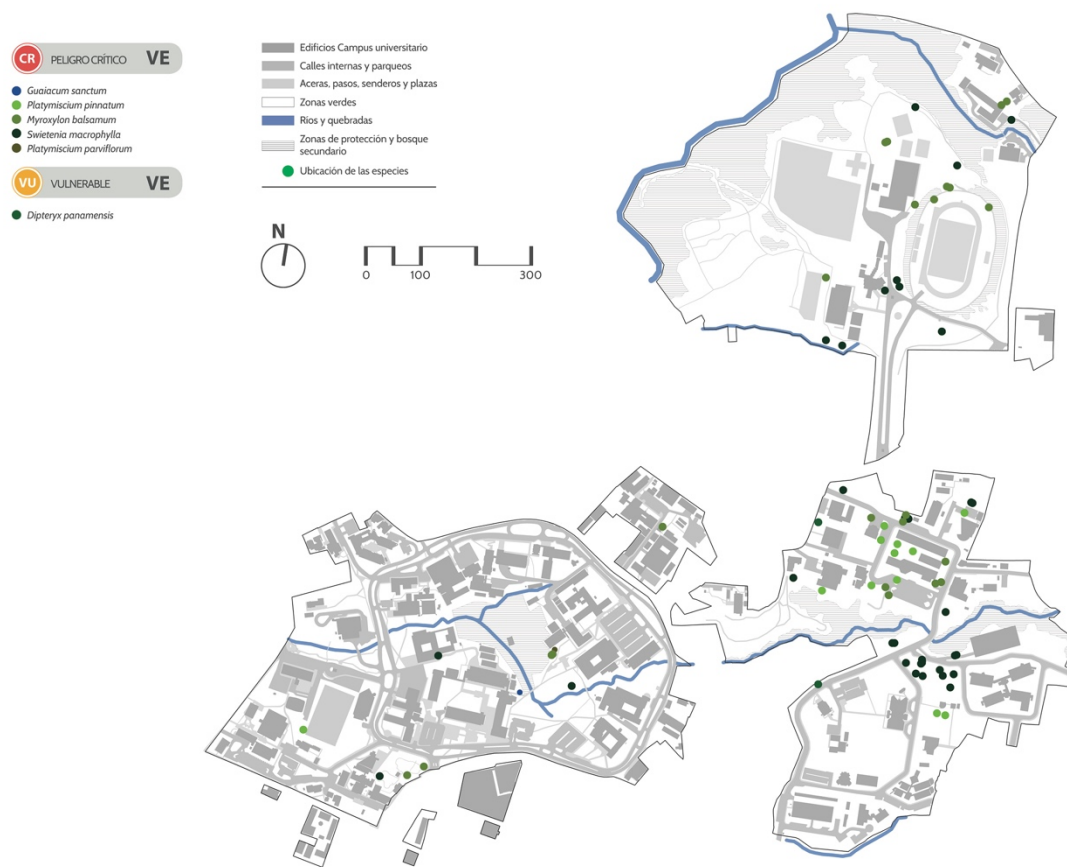 CR PELIGRO CRÍTICO VE
Guaiacum sanctum
Platymiscium pinnatum
Myroxylon balsamum
Swietenia macrophylla
Platymiscium parviflorum
VU VULNERABLE VE
Dipteryx panamensis
Edificios Campus universitario
Calles internas y parqueos
Aceras, pasos, senderos y plazas
Zonas verdes
Ríos y quebradas
Zonas de protección y bosque
secundario
Ubicación de las especies
N
0 100 300